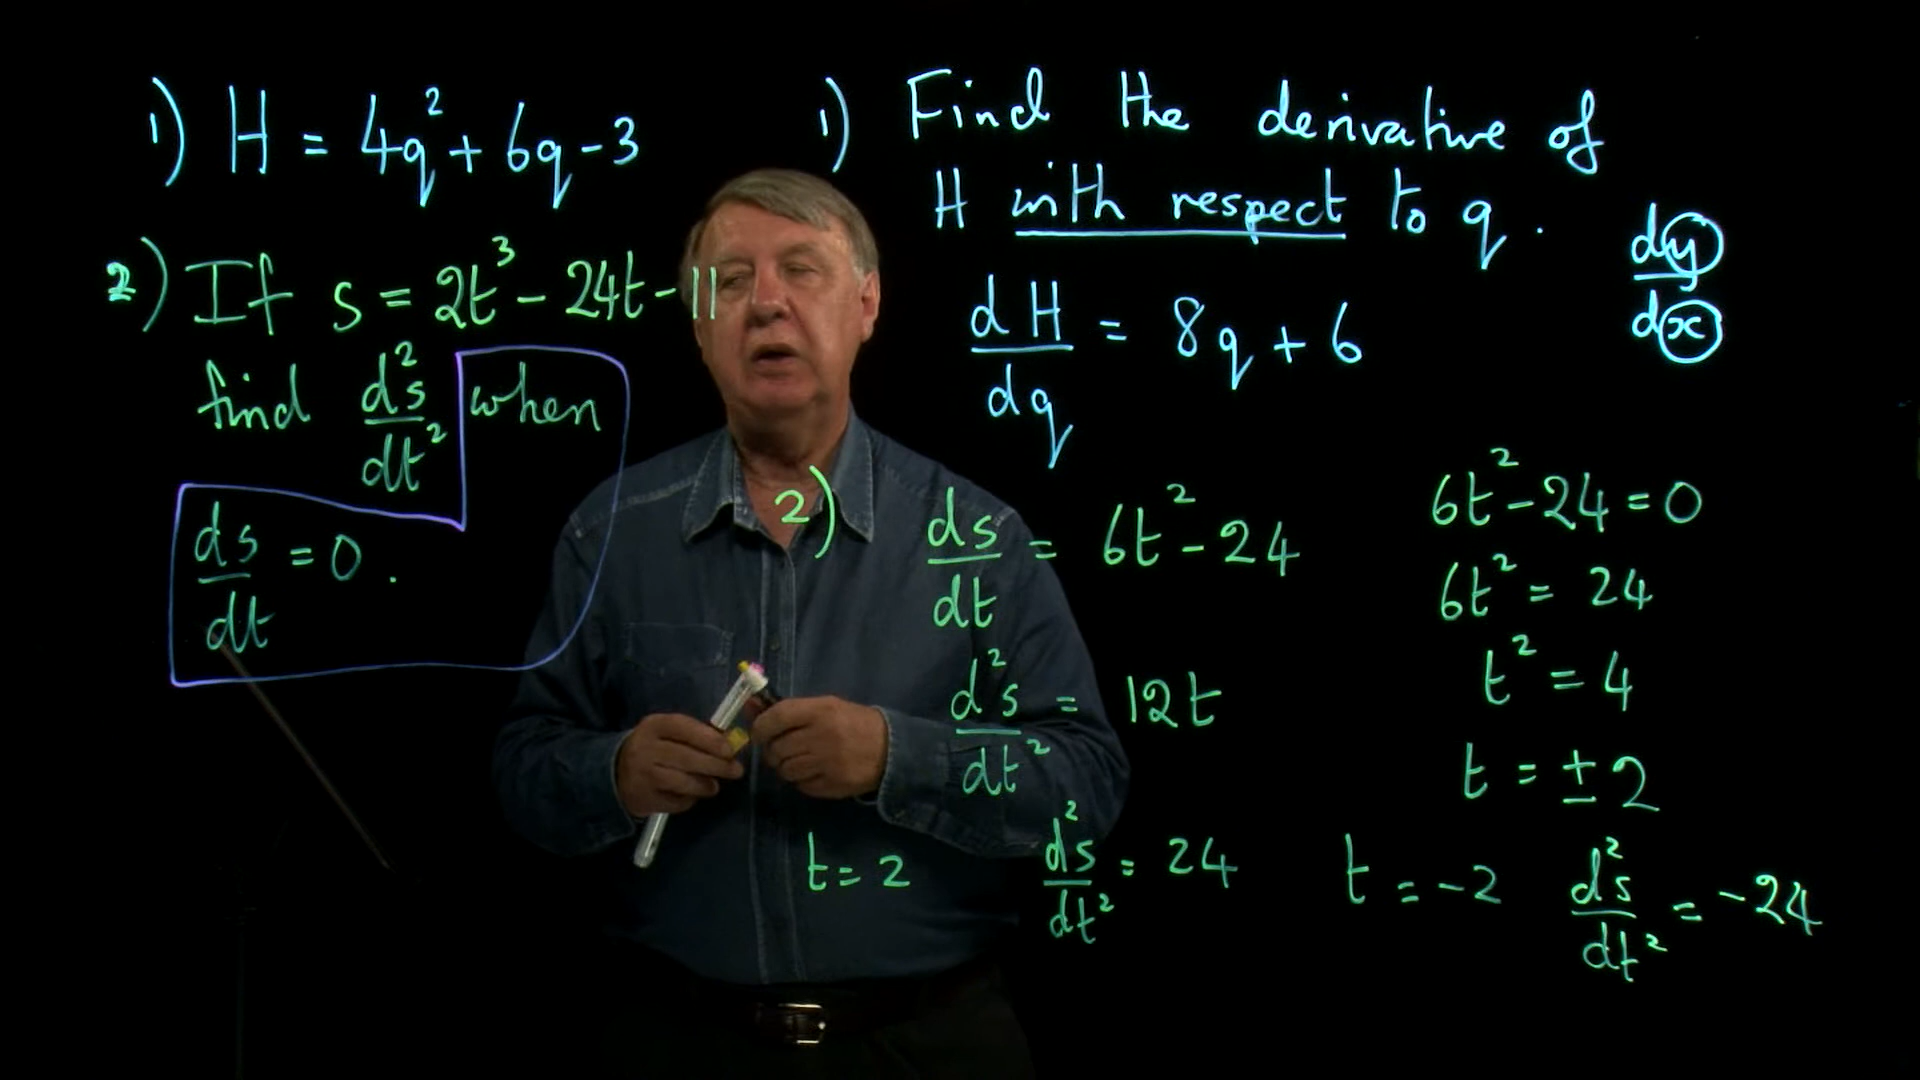 1) H = 4q² + 6q - 3
2) If s = 2t³ - 24t - 11
find d²s/dt² when
ds/dt = 0.
1) Find the derivative of
H with respect to q.
dy/dx
dH/dq = 8q + 6
2) ds/dt = 6t² - 24
d²s/dt² = 12t
6t² - 24 = 0
6t² = 24
t² = 4
t = ± 2
t = 2 d²s/dt² = 24
t = -2 d²s/dt² = -24